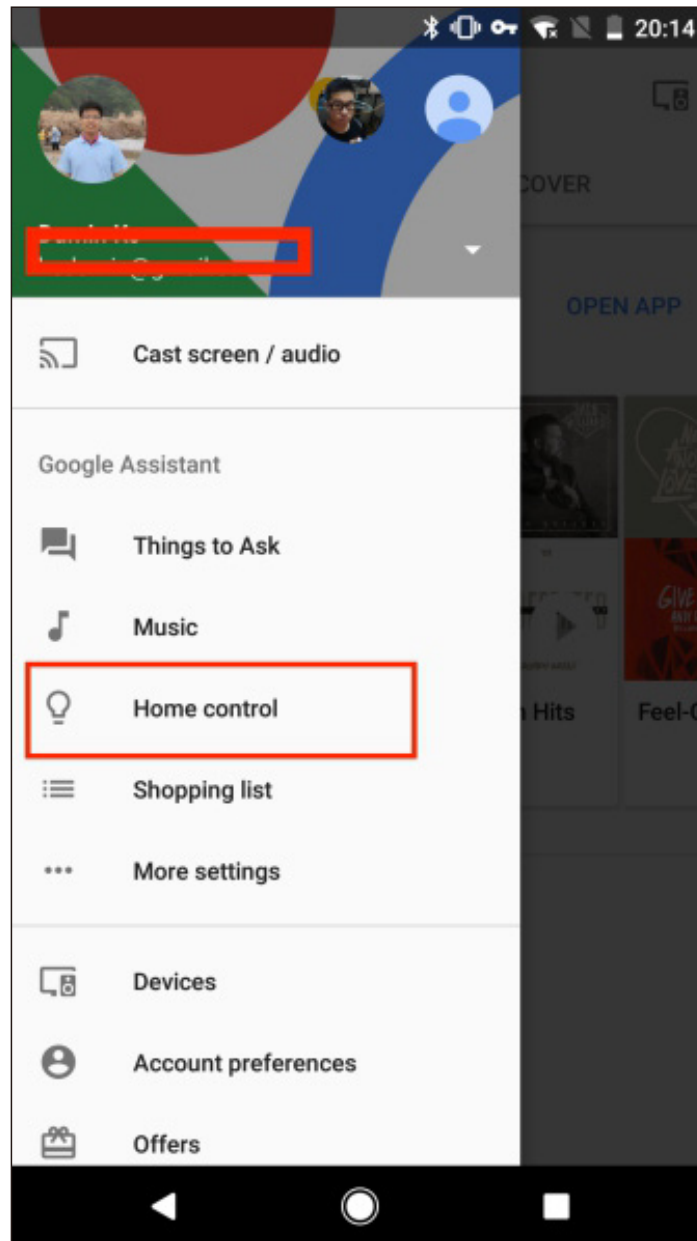 20:14
COVER
OPEN APP
Cast screen / audio
Google Assistant
Things to Ask
Music
Home control
Hits
Feel-
Shopping list
More settings
Devices
Account preferences
Offers